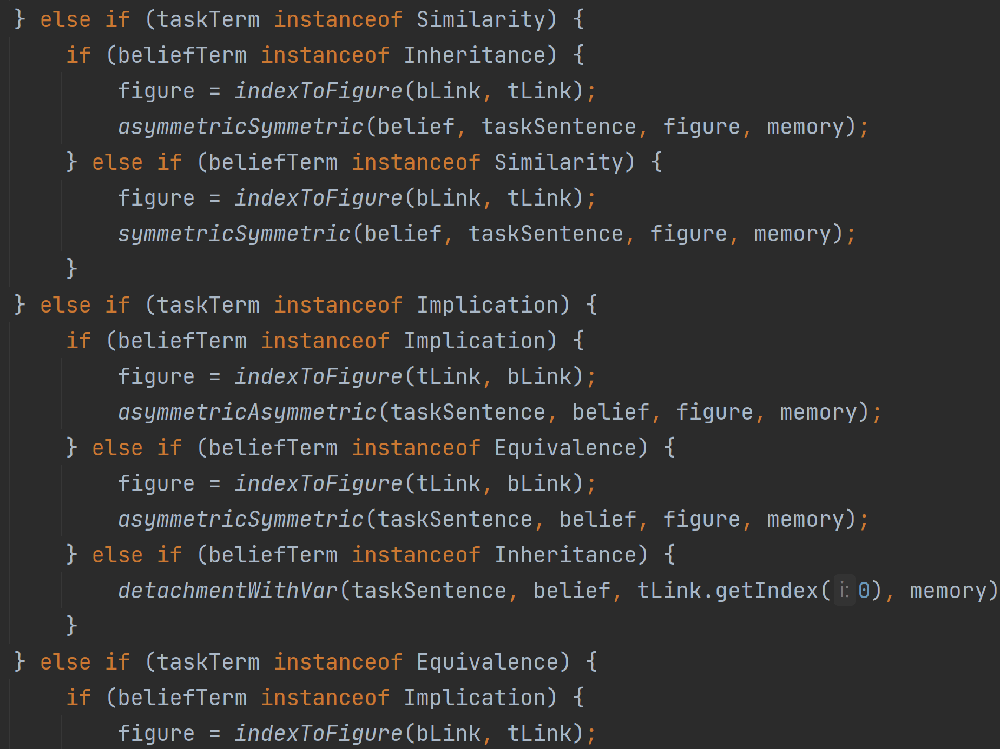 } else if (taskTerm instanceof Similarity) {
    if (beliefTerm instanceof Inheritance) {
        figure = indexToFigure(bLink, tLink);
        asymmetricSymmetric(belief, taskSentence, figure, memory);
    } else if (beliefTerm instanceof Similarity) {
        figure = indexToFigure(bLink, tLink);
        symmetricSymmetric(belief, taskSentence, figure, memory);
    }
} else if (taskTerm instanceof Implication) {
    if (beliefTerm instanceof Implication) {
        figure = indexToFigure(tLink, bLink);
        asymmetricAsymmetric(taskSentence, belief, figure, memory);
    } else if (beliefTerm instanceof Equivalence) {
        figure = indexToFigure(tLink, bLink);
        asymmetricSymmetric(taskSentence, belief, figure, memory);
    } else if (beliefTerm instanceof Inheritance) {
        detachmentWithVar(taskSentence, belief, tLink.getIndex( i: 0), memory)
    }
} else if (taskTerm instanceof Equivalence) {
    if (beliefTerm instanceof Implication) {
        figure = indexToFigure(bLink, tLink);